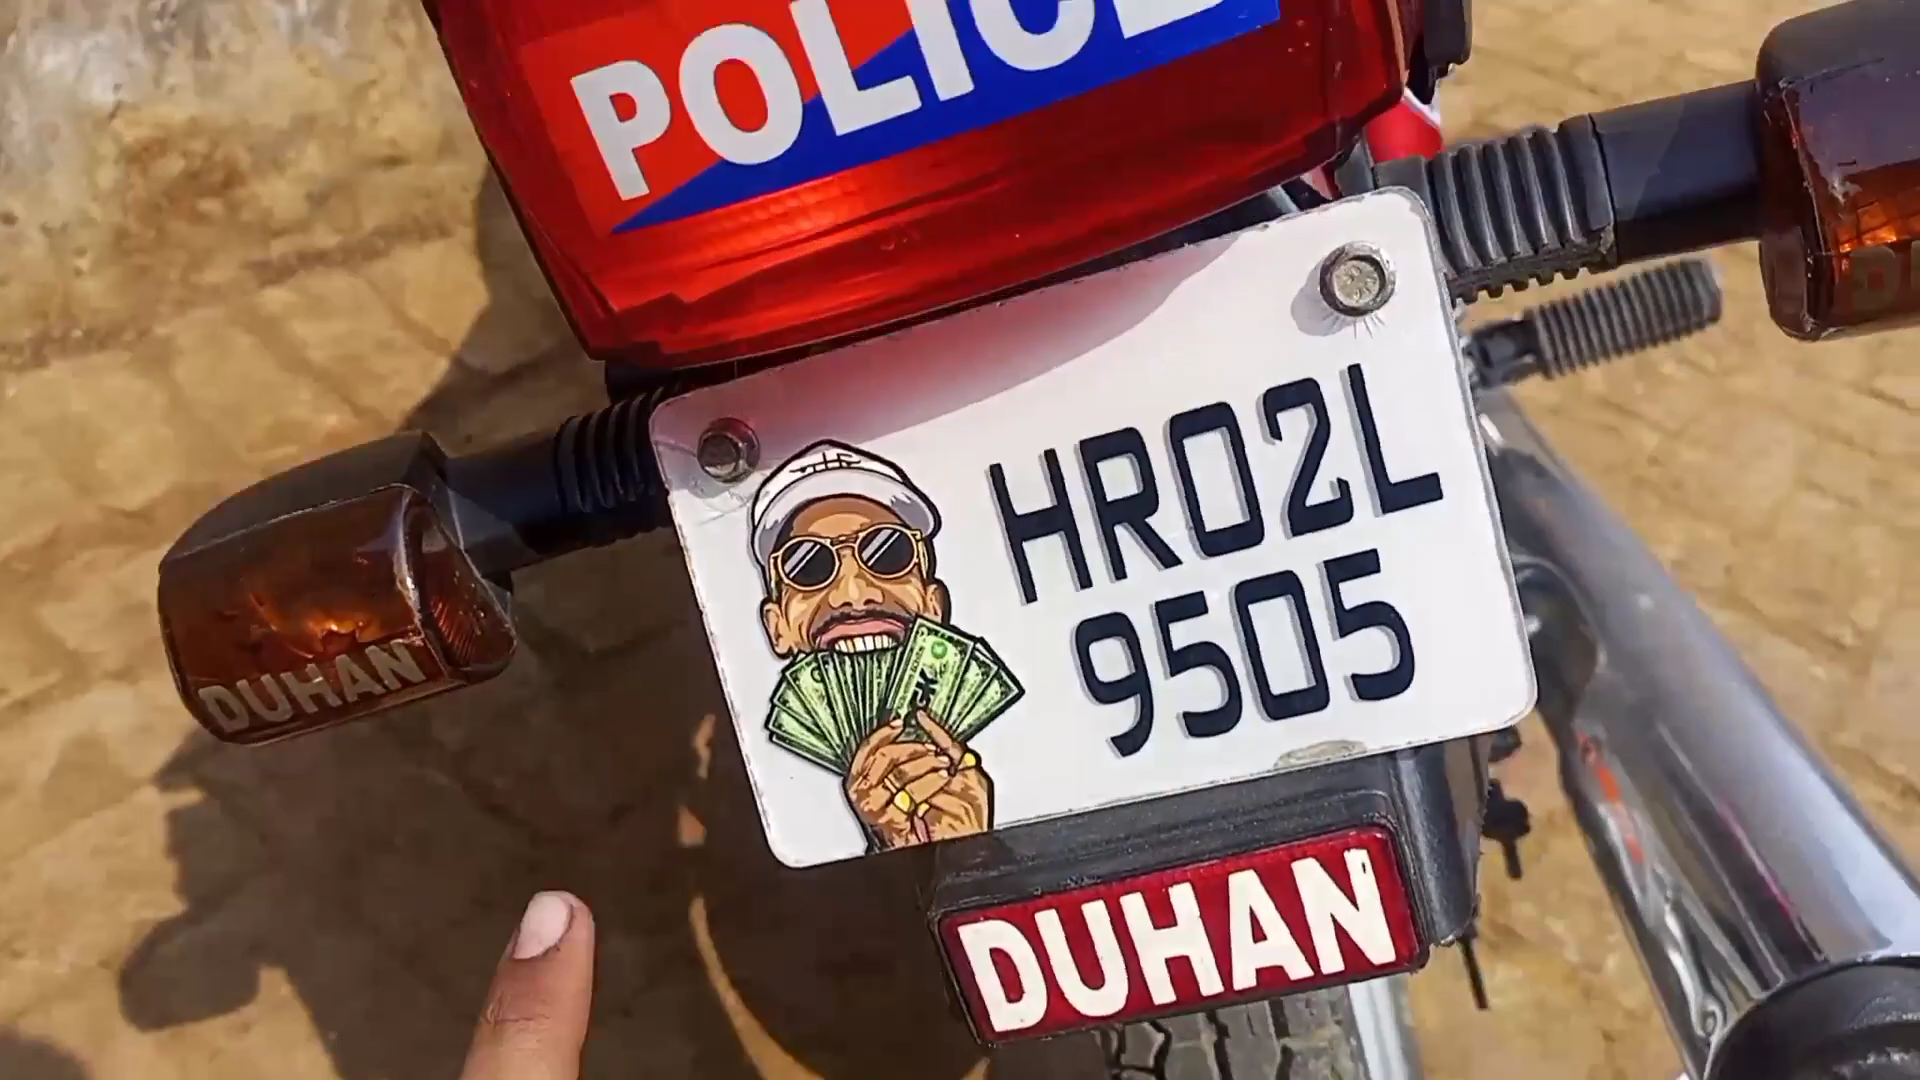 POLICE
HR02L
9505
DUHAN
DUHAN